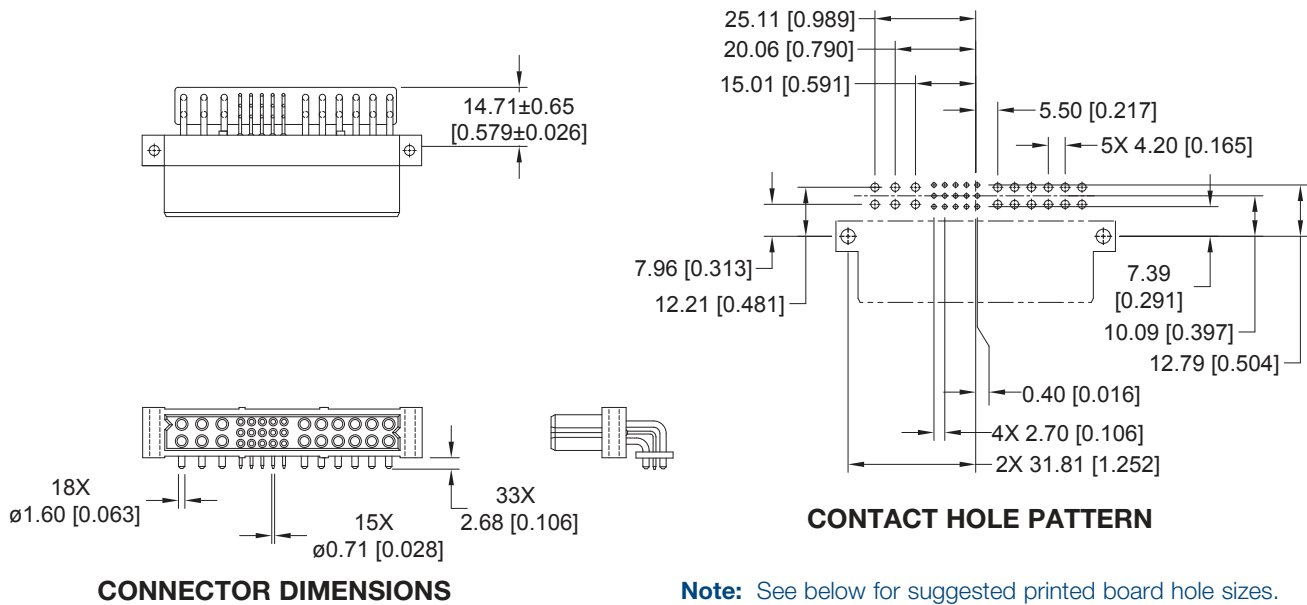 14.71±0.65
[0.579±0.026]
18X
ø1.60 [0.063]
15X
ø0.71 [0.028]
33X
2.68 [0.106]
CONNECTOR DIMENSIONS
25.11 [0.989]
20.06 [0.790]
15.01 [0.591]
5.50 [0.217]
5X 4.20 [0.165]
7.96 [0.313]
12.21 [0.481]
7.39
[0.291]
10.09 [0.397]
12.79 [0.504]
0.40 [0.016]
4X 2.70 [0.106]
2X 31.81 [1.252]
CONTACT HOLE PATTERN
Note: See below for suggested printed board hole sizes.